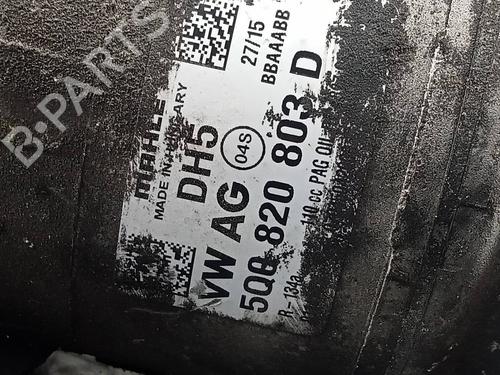 B-PARTS
MAHLE
MADE IN HUNGARY
DH5
04S
27/15
BBAAABB
VW AG
5Q0 820 803 D
R-134a 110 cc PAG OIL